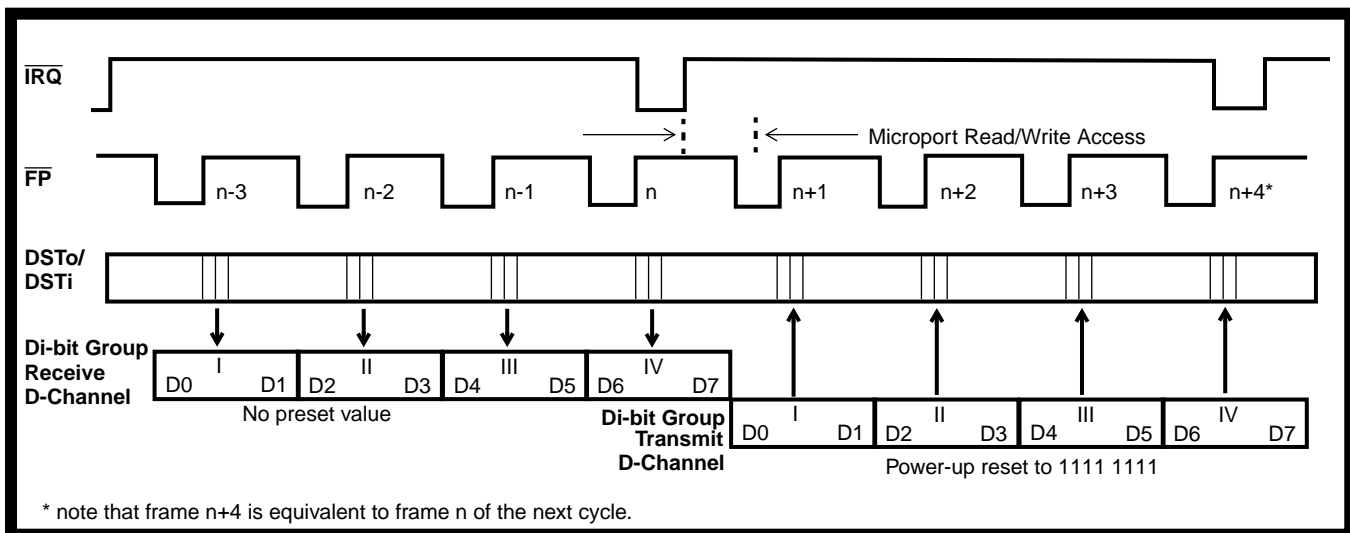 IRQ
Microport Read/Write Access
FP
n-3 n-2 n-1 n n+1 n+2 n+3 n+4*
DSTo/
DSTi
Di-bit Group
Receive
D-Channel
I II III IV
D0 D1 D2 D3 D4 D5 D6 D7
No preset value
Di-bit Group
Transmit
D-Channel
I II III IV
D0 D1 D2 D3 D4 D5 D6 D7
Power-up reset to 1111 1111
* note that frame n+4 is equivalent to frame n of the next cycle.